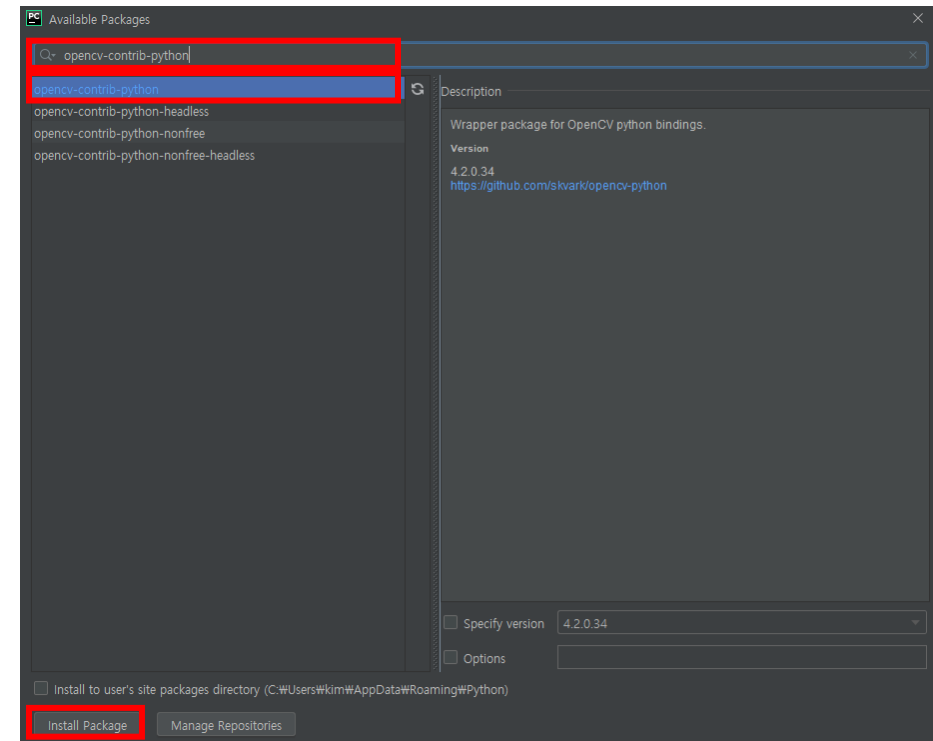 PC Available Packages
opencv-contrib-python
opencv-contrib-python
opencv-contrib-python-headless
opencv-contrib-python-nonfree
opencv-contrib-python-nonfree-headless
Description
Wrapper package for OpenCV python bindings.
Version
4.2.0.34
https://github.com/skvark/opencv-python
Specify version 4.2.0.34
Options
Install to user's site packages directory (C:₩Users₩kim₩AppData₩Roaming₩Python)
Install Package Manage Repositories